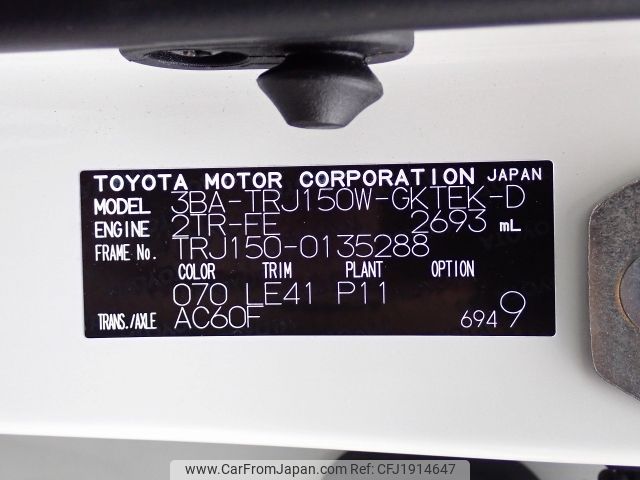 TOYOTA MOTOR CORPORATION JAPAN
MODEL 3BA-TRJ150W-GKTEK-D
ENGINE 2TR-FE 2693 mL
FRAME No. TRJ150-0135288
COLOR TRIM PLANT OPTION
070 LE41 P11
TRANS./AXLE AC60F 6949
www.CarFromJapan.com - ID: CFJ1914647